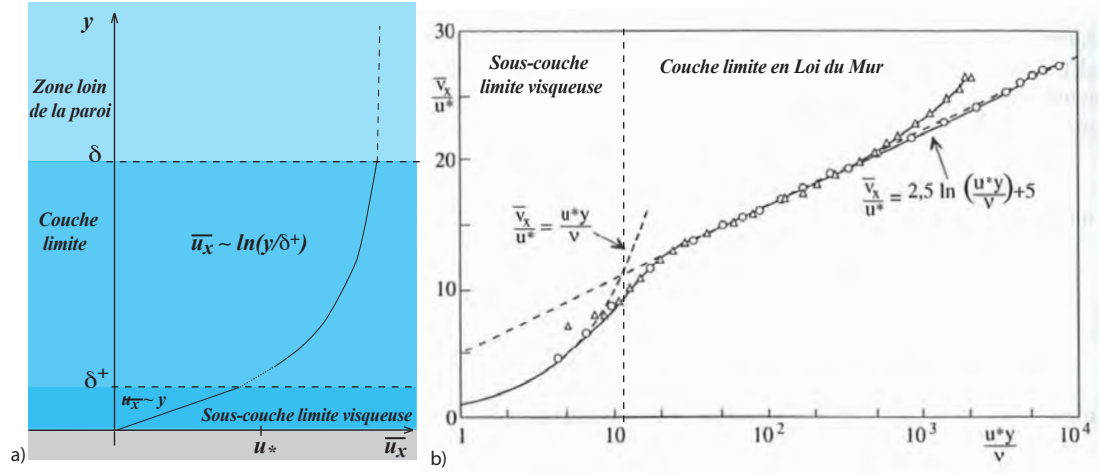 a)
y
Zone loin
de la paroi
δ
Couche
limite
u̅x̅ ~ ln(y/δ⁺)
δ⁺
u̅x̅ ~ y
Sous-couche limite visqueuse
u*
u̅x̅
b)
30
Sous-couche
limite visqueuse
Couche limite en Loi du Mur
v̅x/u*
20
v̅x/u* = 2,5 ln (u*y/ν)+5
v̅x/u* = u*y/ν
10
0
1
10
10²
10³
10⁴
u*y/ν